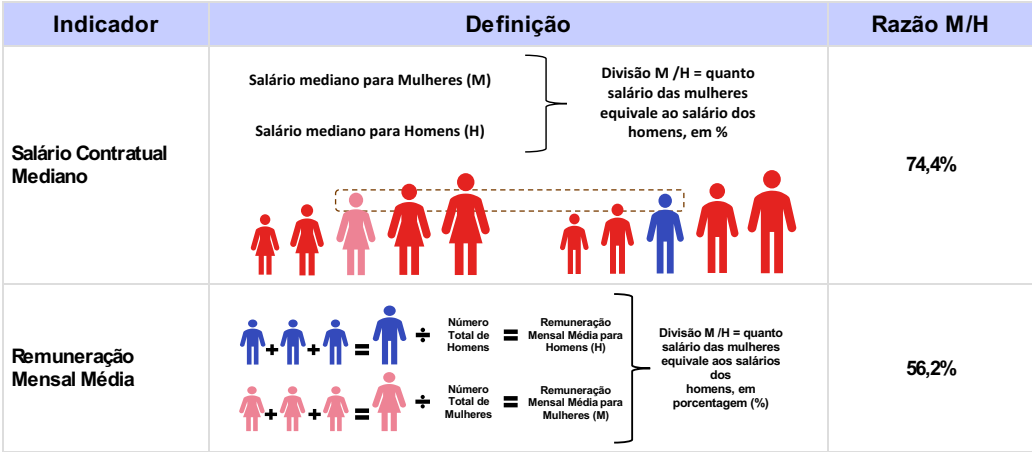 Indicador
Definição
Razão M/H
Salário Contratual
Mediano
Salário mediano para Mulheres (M)
Salário mediano para Homens (H)
Divisão M /H = quanto
salário das mulheres
equivale ao salário dos
homens, em %
74,4%
Remuneração
Mensal Média
+ + = ÷
Número
Total de
Homens
=
Remuneração
Mensal Média para
Homens (H)
+ + = ÷
Número
Total de
Mulheres
=
Remuneração
Mensal Média para
Mulheres (M)
Divisão M /H = quanto
salário das mulheres
equivale aos salários
dos
homens, em
porcentagem (%)
56,2%